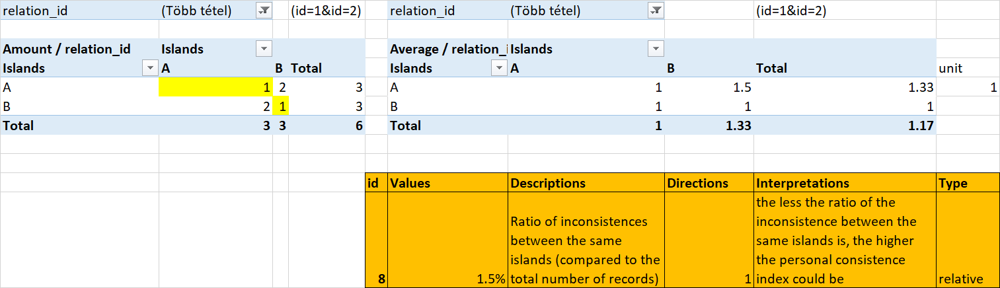 relation_id (Több tétel) (id=1&id=2) relation_id (Több tétel) (id=1&id=2)
Amount / relation_id Islands Average / relation_i Islands
Islands A B Total Islands A B Total unit
A 1 2 3 A 1 1.5 1.33 1
B 2 1 3 B 1 1 1
Total 3 3 6 Total 1 1.33 1.17
id Values Descriptions Directions Interpretations Type
8 1.5%
Ratio of inconsistences
between the same
islands (compared to the
total number of records)
1
the less the ratio of the
inconsistence between the
same islands is, the higher
the personal consistence
index could be
relative